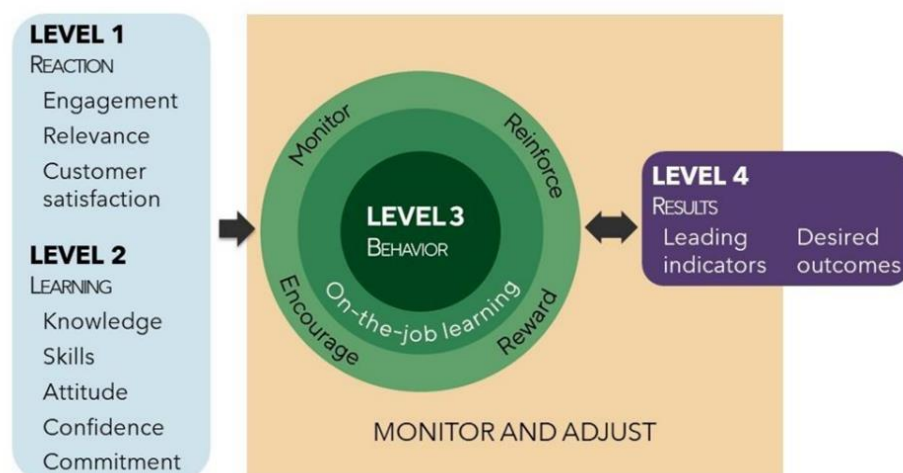 LEVEL 1
REACTION
Engagement
Relevance
Customer
satisfaction
LEVEL 2
LEARNING
Knowledge
Skills
Attitude
Confidence
Commitment
Monitor
Reinforce
LEVEL 3
BEHAVIOR
On-the-job learning
Encourage
Reward
MONITOR AND ADJUST
LEVEL 4
RESULTS
Leading
indicators
Desired
outcomes